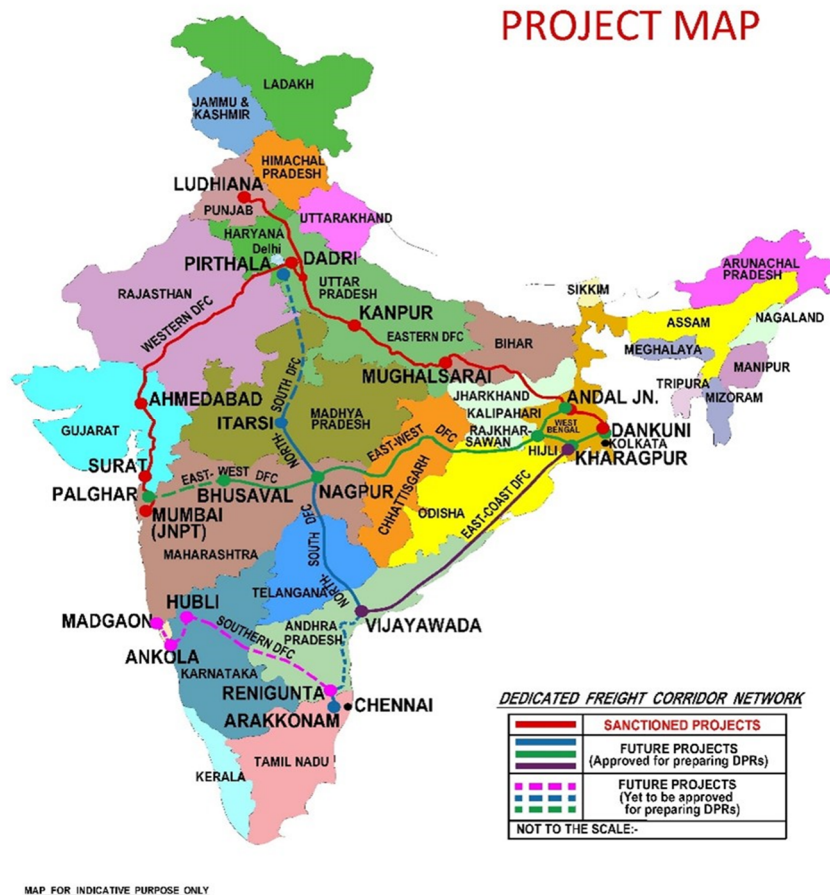 PROJECT MAP
LADAKH
JAMMU &
KASHMIR
HIMACHAL
PRADESH
LUDHIANA
PUNJAB
UTTARAKHAND
HARYANA
Delhi
PIRTHALA
DADRI
UTTAR
PRADESH
RAJASTHAN
WESTERN DFC
KANPUR
EASTERN DFC
BIHAR
SIKKIM
ARUNACHAL
PRADESH
ASSAM
NAGALAND
MEGHALAYA
MANIPUR
TRIPURA
MIZORAM
MUGHALSARAI
AHMEDABAD
GUJARAT
ITARSI
NORTH-
SOUTH DFC
MADHYA
PRADESH
JHARKHAND
ANDAL JN.
KALIPAHARI
RAJKHAR-
SAWAN
WEST
BENGAL
DANKUNI
KOLKATA
HIJLI
KHARAGPUR
SURAT
PALGHAR
EAST-WEST DFC
BHUSAVAL
NAGPUR
EAST-WEST DFC
CHHATTISGARH
ODISHA
EAST-COAST DFC
MUMBAI
(JNPT)
MAHARASHTRA
TELANGANA
NORTH-
SOUTH DFC
HUBLI
MADGAON
ANKOLA
SOUTHERN DFC
KARNATAKA
ANDHRA
PRADESH
VIJAYAWADA
RENIGUNTA
ARAKKONAM
CHENNAI
KERALA
TAMIL NADU
DEDICATED FREIGHT CORRIDOR NETWORK
SANCTIONED PROJECTS
FUTURE PROJECTS
(Approved for preparing DPRs)
FUTURE PROJECTS
(Yet to be approved
for preparing DPRs)
NOT TO THE SCALE:-
MAP FOR INDICATIVE PURPOSE ONLY